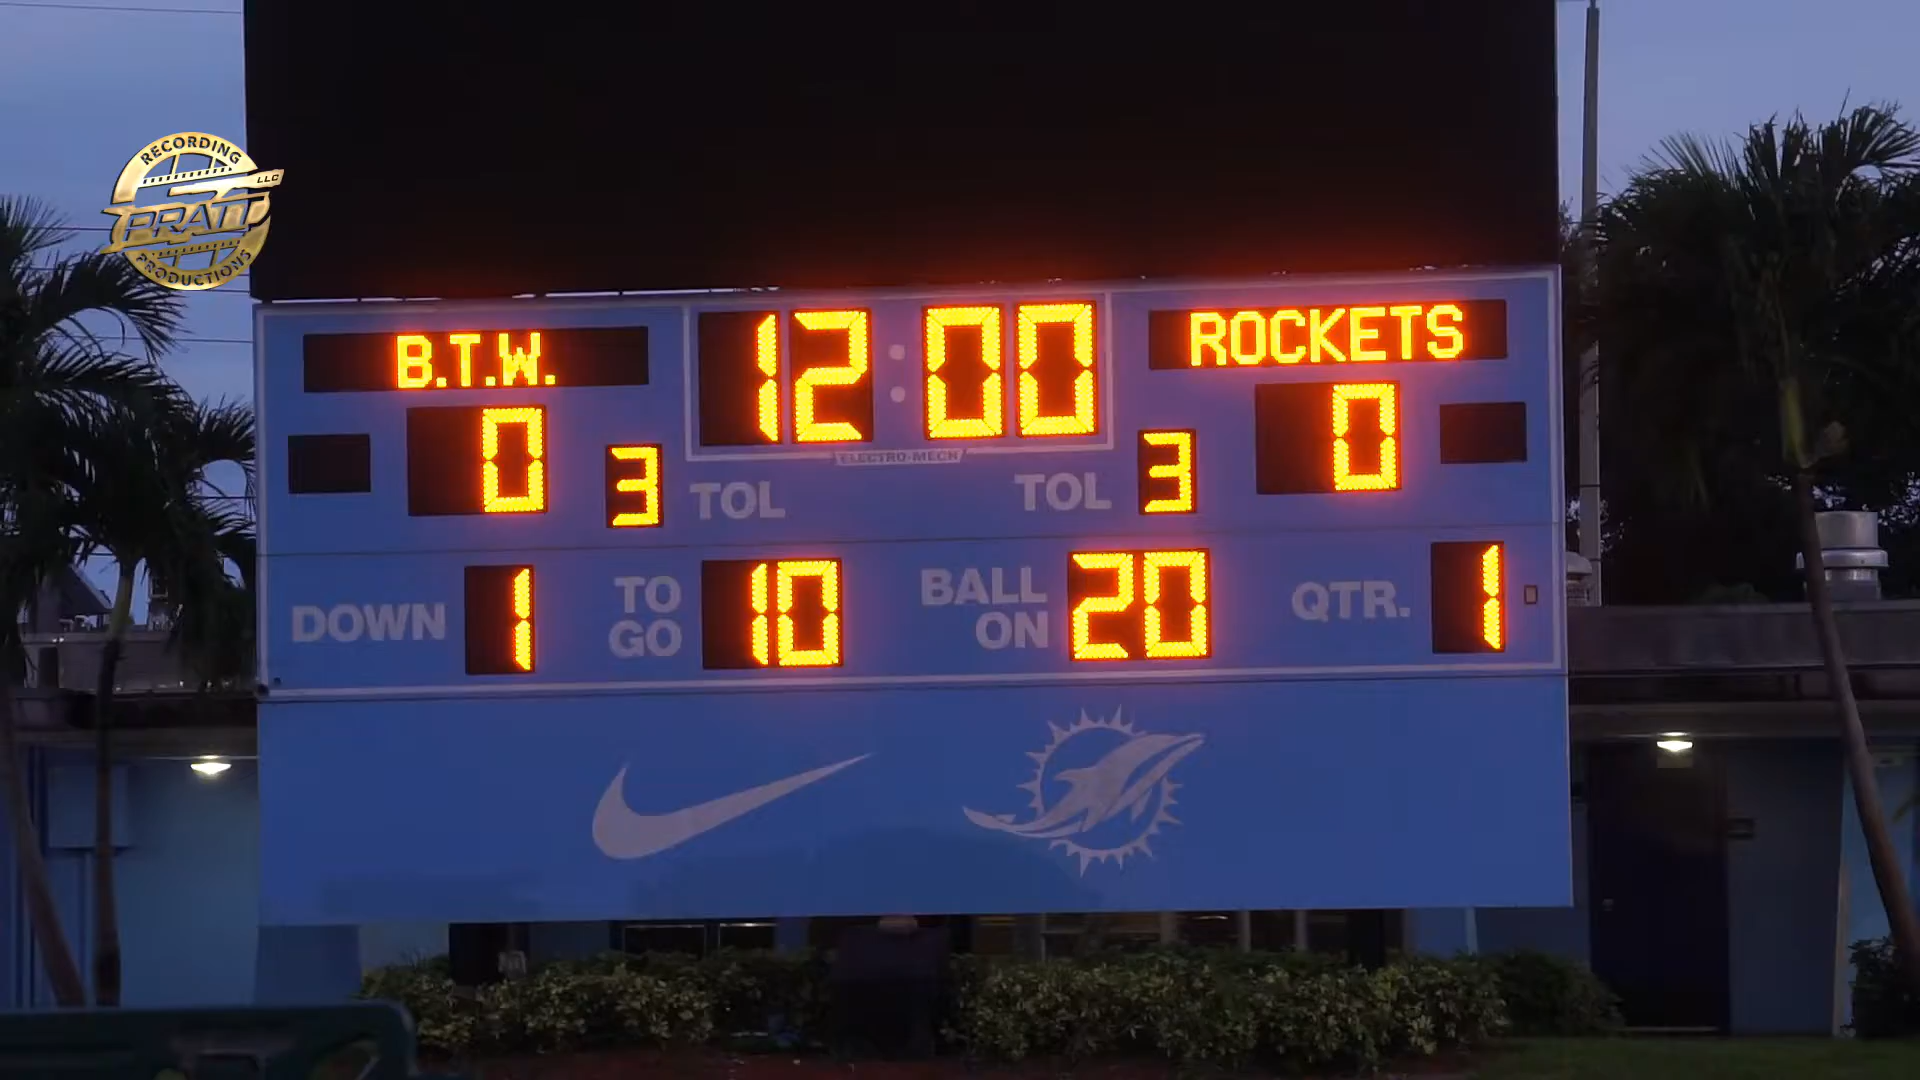 RECORDING
LLC
PRATT
PRODUCTIONS
B.T.W.
12:00
ROCKETS
0
3
TOL
ELECTRO-MECH
TOL
3
0
DOWN 1
TO GO 10
BALL ON 20
QTR. 1